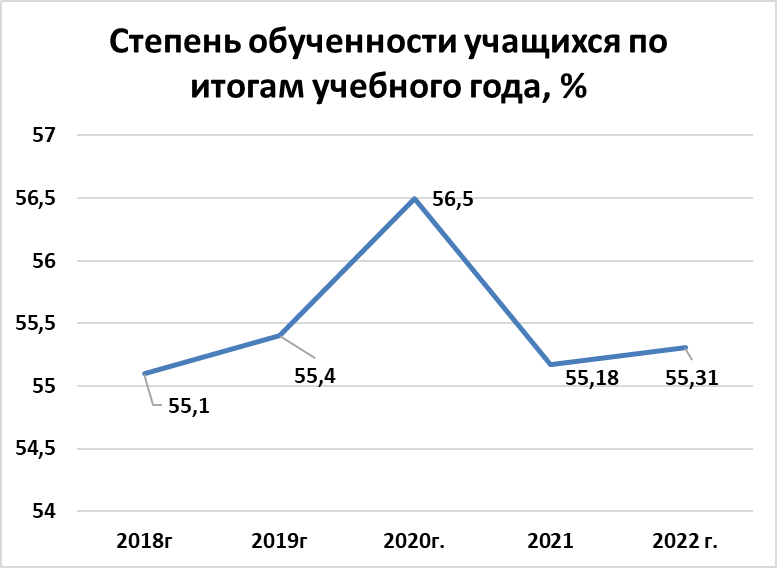 Степень обученности учащихся по
итогам учебного года, %
57
56,5
56
55,5
55
54,5
54
55,1
55,4
56,5
55,18
55,31
2018г
2019г
2020г.
2021
2022 г.